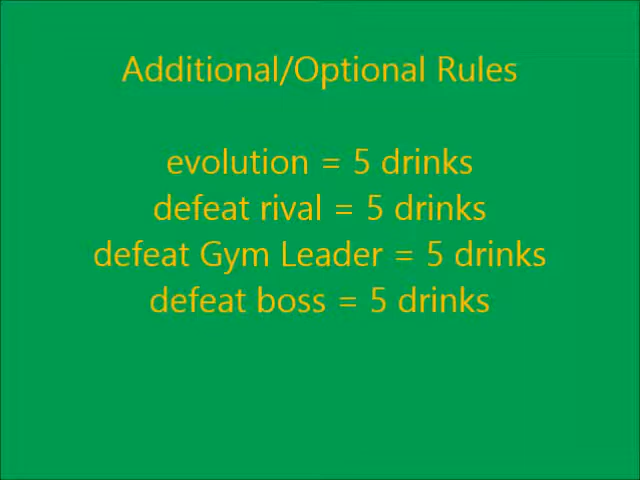 Additional/Optional Rules
evolution = 5 drinks
defeat rival = 5 drinks
defeat Gym Leader = 5 drinks
defeat boss = 5 drinks